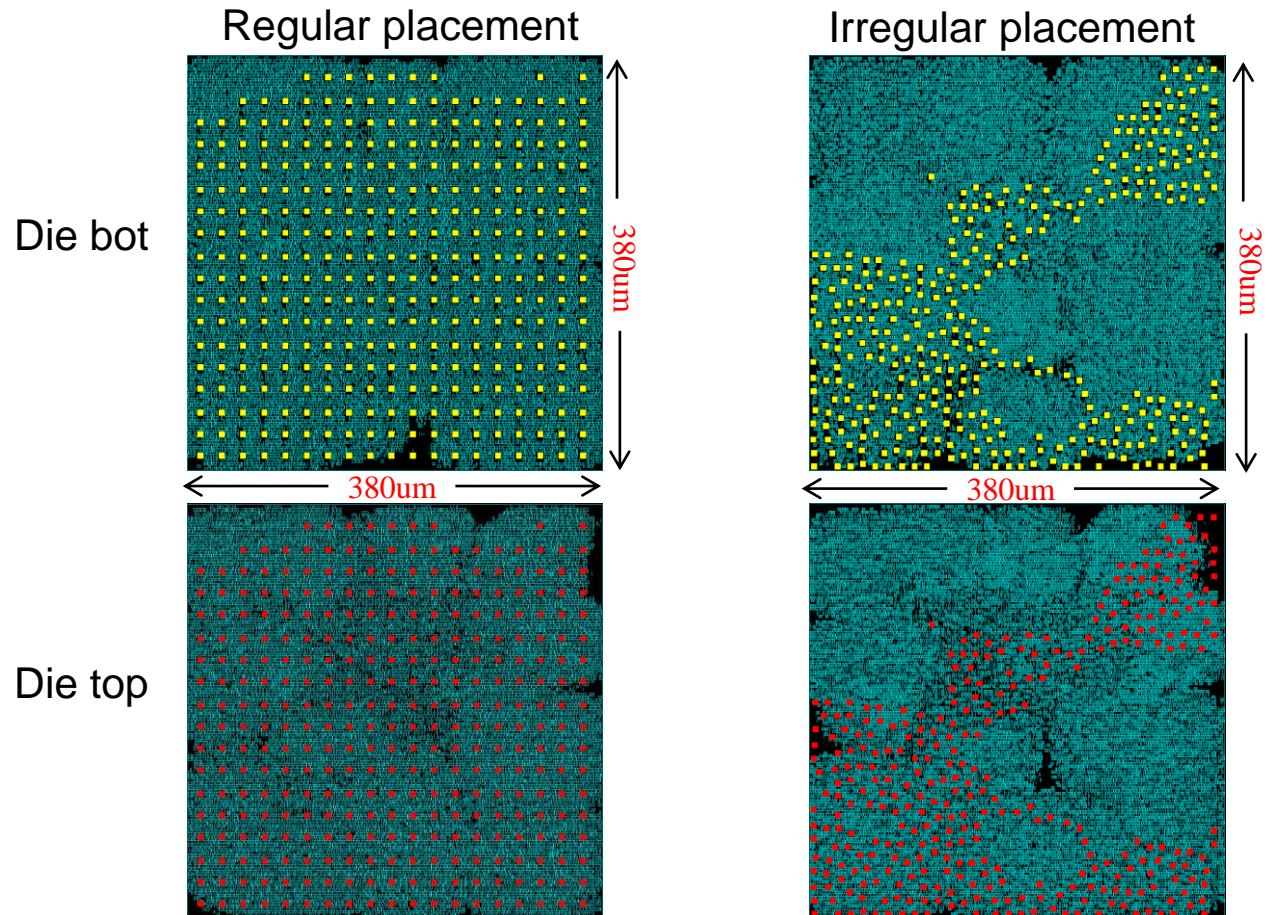 Regular placement
Irregular placement
Die bot
380um
380um
380um
380um
Die top